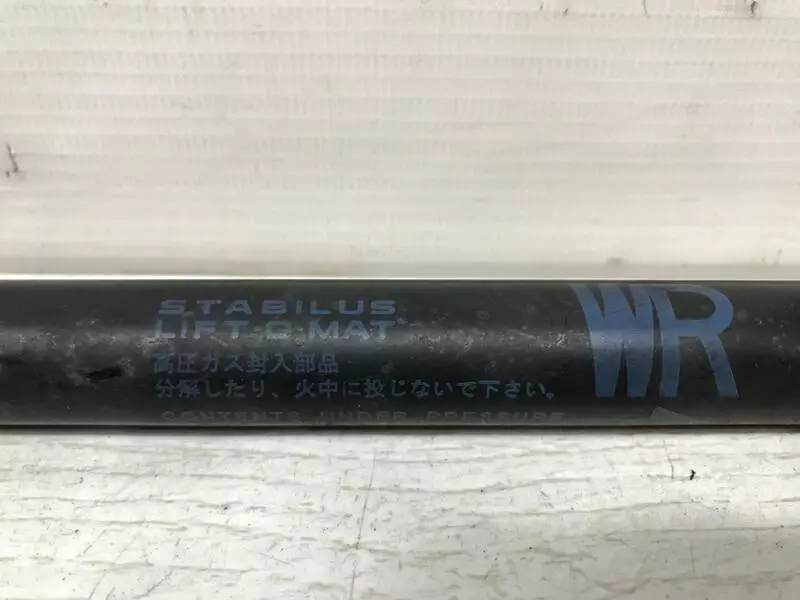 STABILUS
LIFT-O-MAT
高圧ガス封入部品
分解したり、火中に投じないで下さい。
CONTENTS UNDER PRESSURE
WR